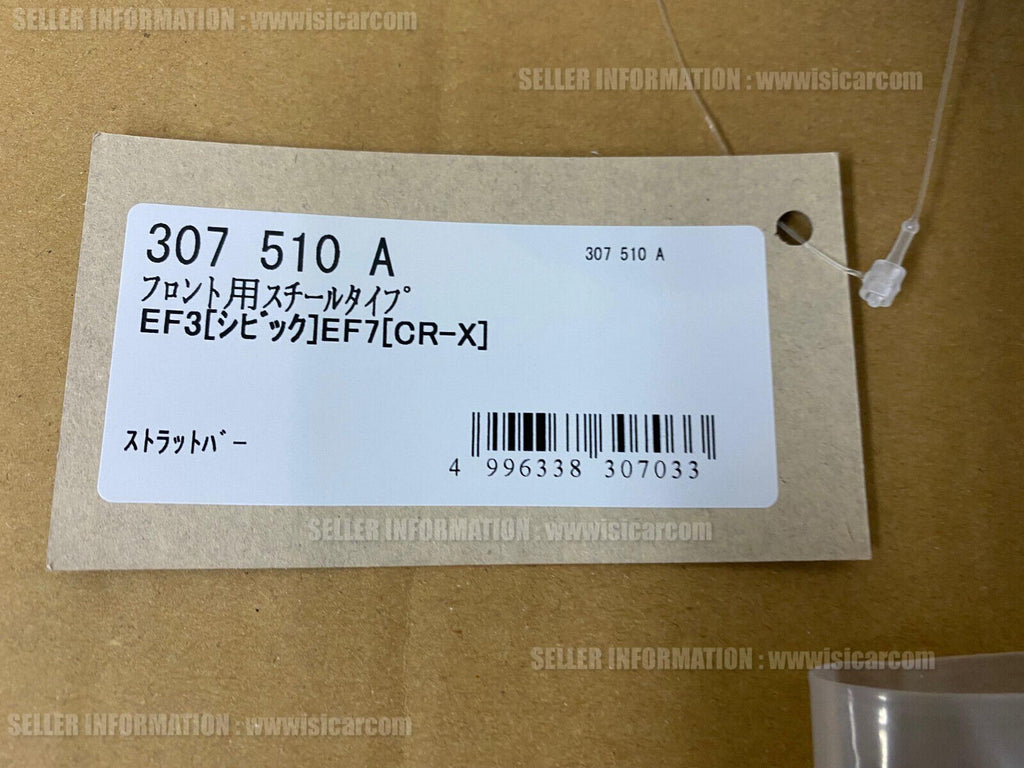 SELLER INFORMATION : wwwisicarcom
SELLER INFORMATION : wwwisicarcom
307 510 A
307 510 A
フロント用スチールタイプ
EF3[シビック]EF7[CR-X]
ストラットバー
4 996338 307033
SELLER INFORMATION : wwwisicarcom
SELLER INFORMATION : wwwisicarcom
SELLER INFORMATION : wwwisicarcom